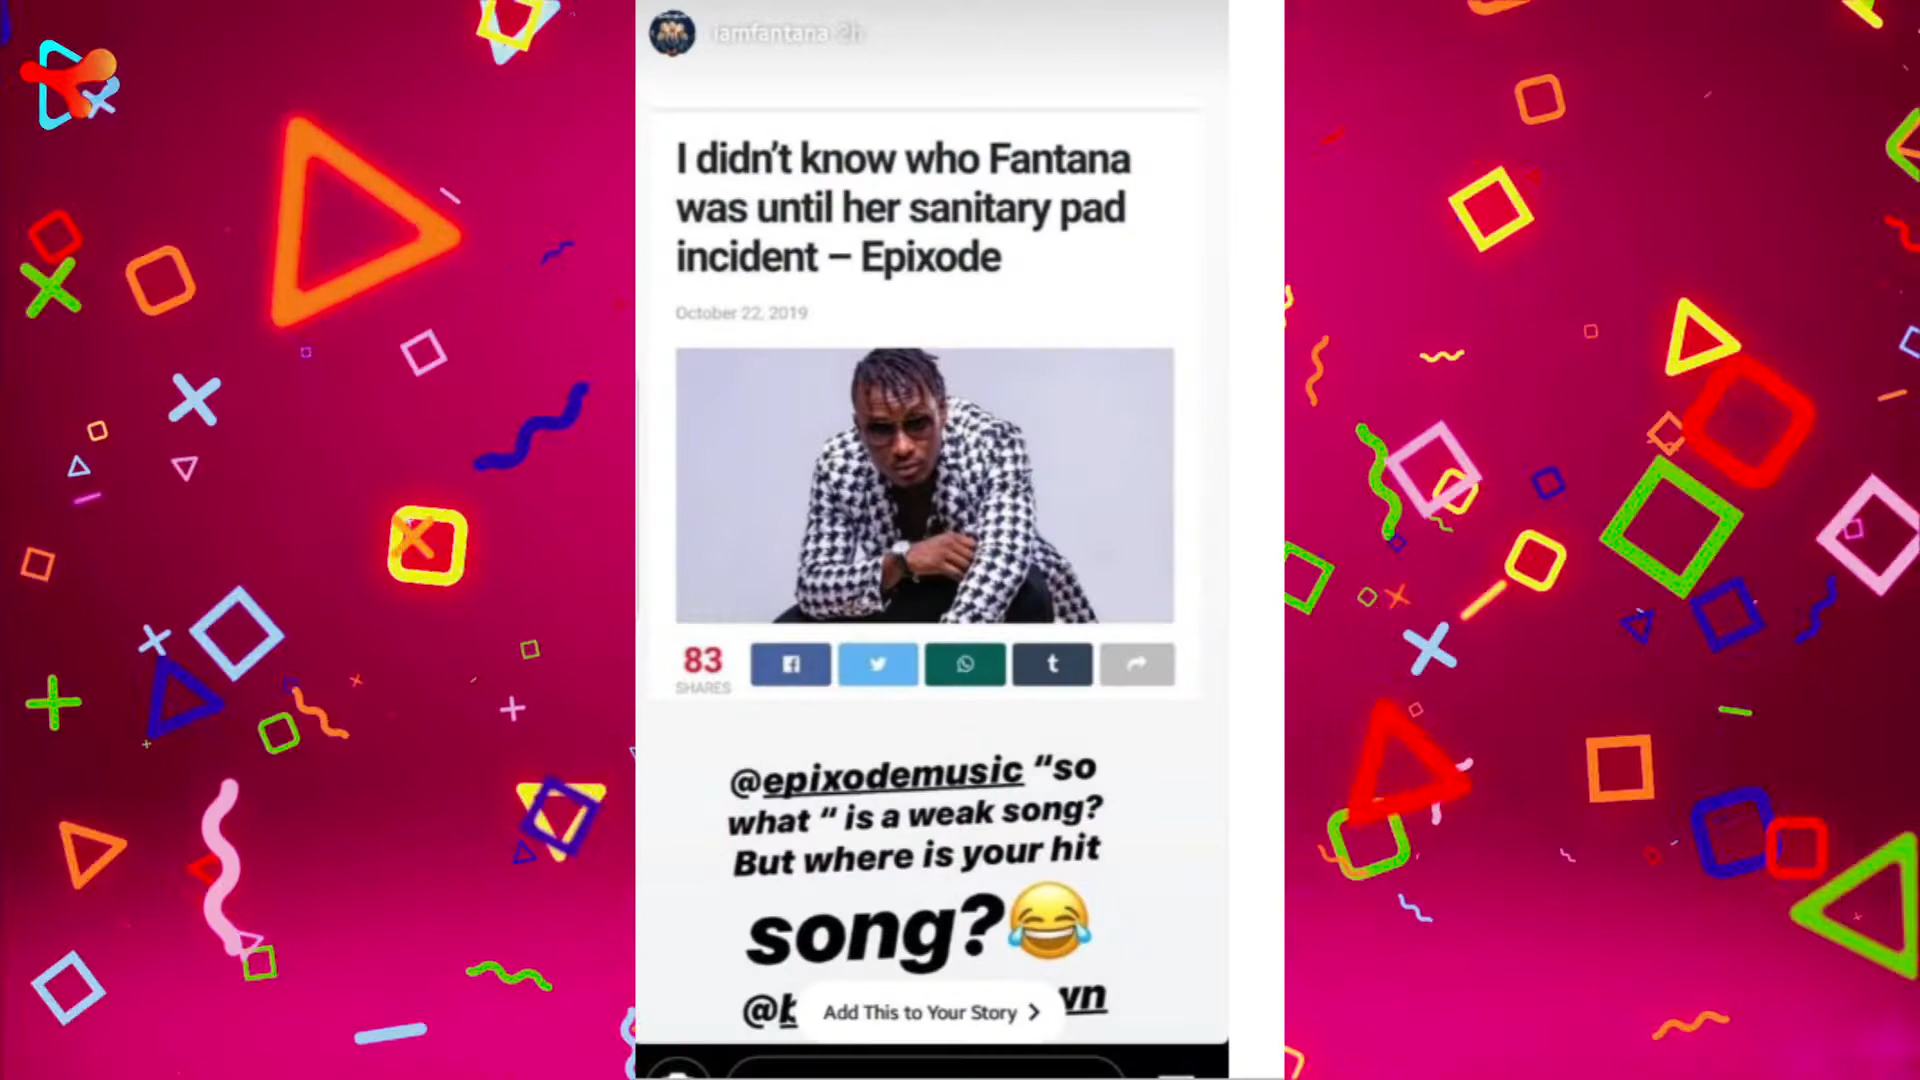 iamfantana 2h
I didn't know who Fantana
was until her sanitary pad
incident – Epixode
October 22, 2019
83
SHARES
@epixodemusic “so
what “ is a weak song?
But where is your hit
song?😂
Add This to Your Story